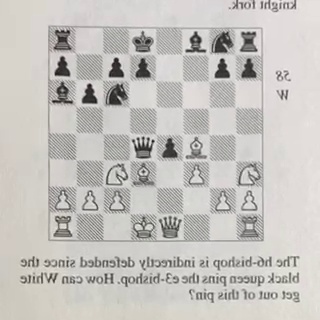 knight fork.
58
W
The h6-bishop is indirectly defended since the
black queen pins the e3-bishop. How can White
get out of this pin?